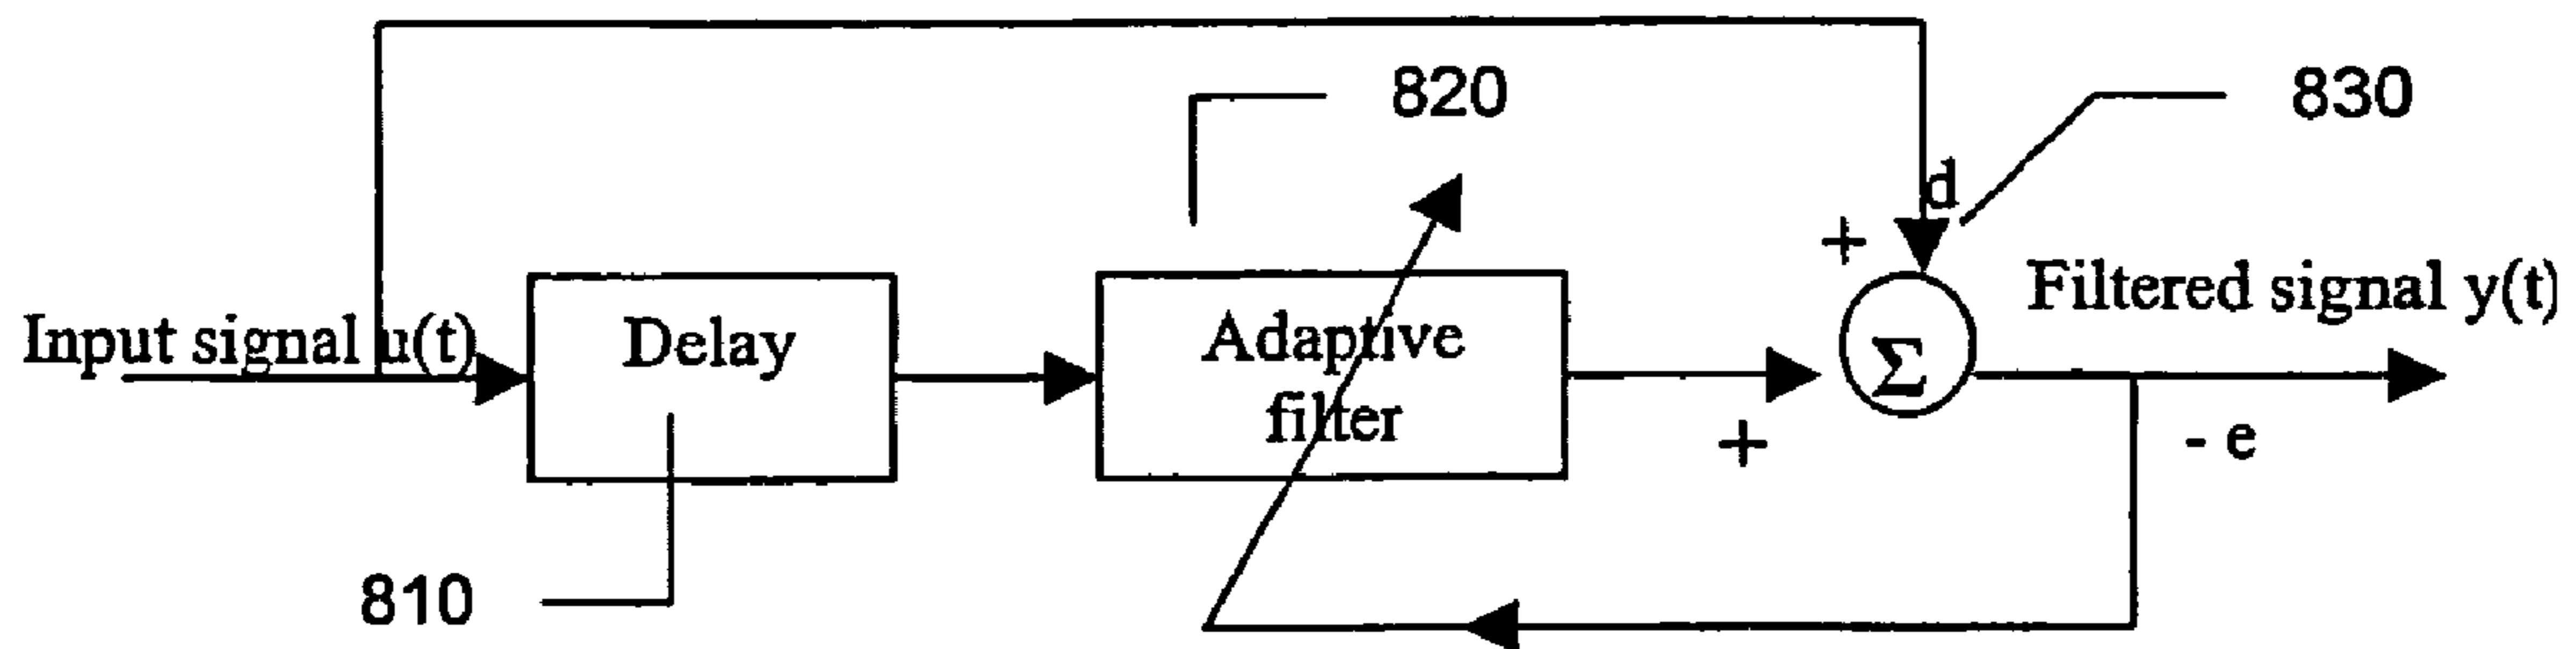 820
830
d
+
Filtered signal y(t)
Input signal u(t)
Delay
Adaptive
filter
Σ
+
- e
810